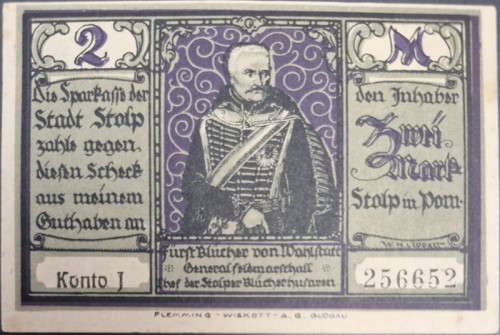 2
Die Sparkasse der
Stadt Stolp
zahle gegen
diesen Scheck
aus meinem
Guthaben an
Konto J
Fürst Blücher von Wahlstatt
Generalfeldmarschall
Chef der Stolper Blücherhusaren
M
den Inhaber
Zwei
Mark
Stolp in Pom.
256652
FLEMMING - WISKOTT - A. G. GLOGAU